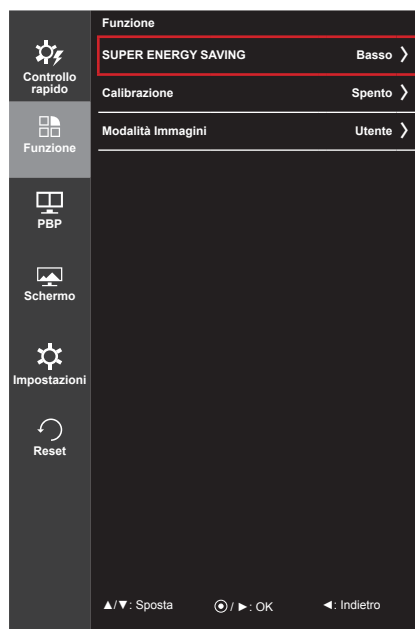 Funzione
SUPER ENERGY SAVING Basso
Calibrazione Spento
Modalità Immagini Utente
Controllo
rapido
Funzione
PBP
Schermo
Impostazioni
Reset
▲/▼: Sposta ⦿ / ►: OK ◄: Indietro